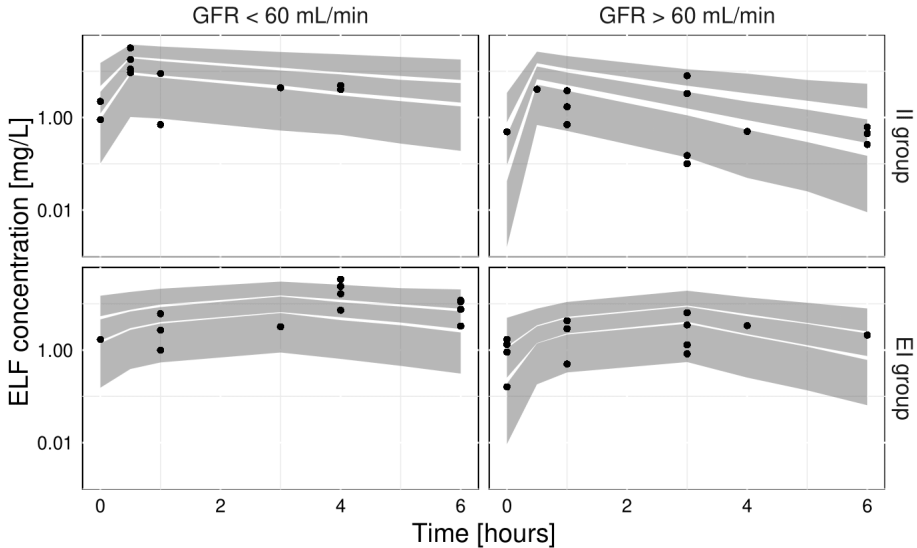 GFR < 60 mL/min GFR > 60 mL/min
ELF concentration [mg/L]
1.00
0.01
II group
1.00
0.01
EI group
0 2 4 6 0 2 4 6
Time [hours]